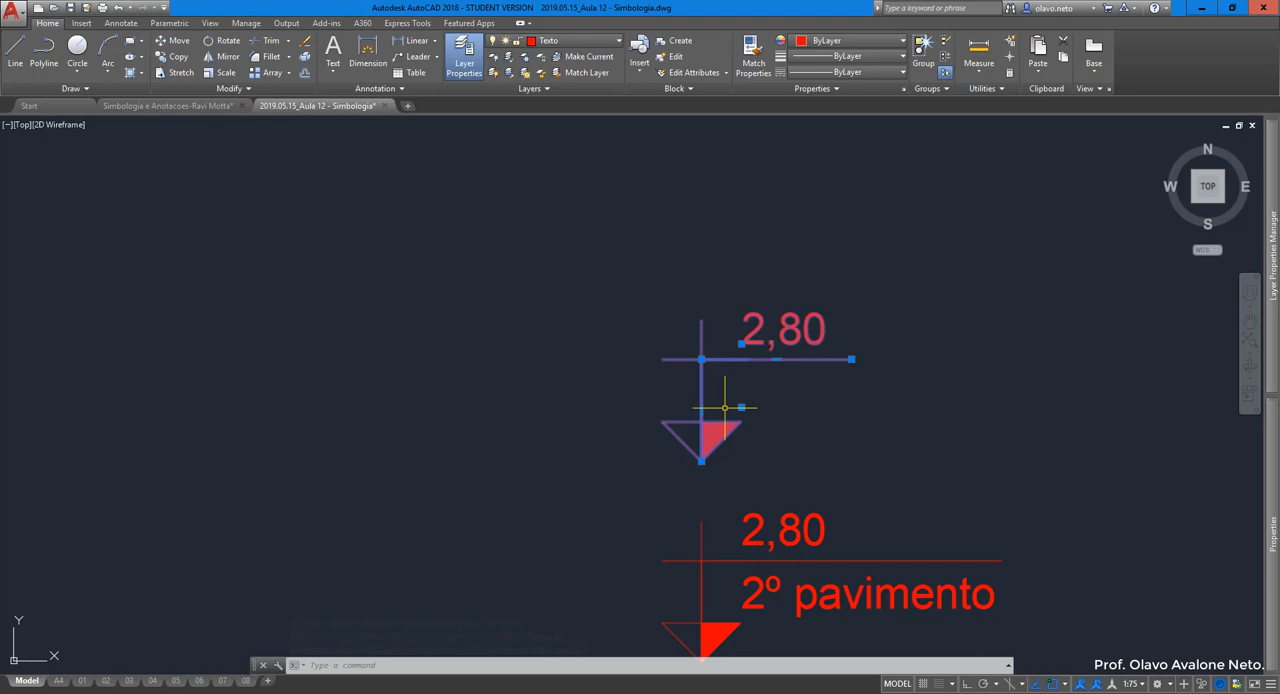 Autodesk AutoCAD 2018 - STUDENT VERSION 2019.05.15_Aula 12 - Simbologia.dwg
Type a keyword or phrase
olavo.neto
Home Insert Annotate Parametric View Manage Output Add-ins A360 Express Tools Featured Apps
Line Polyline Circle Arc
Move Rotate Trim
Copy Mirror Fillet
Stretch Scale Array
Text Dimension
Linear
Leader
Table
Layer Properties
Texto
Make Current
Match Layer
Insert
Create
Edit
Edit Attributes
Match Properties
ByLayer
ByLayer
ByLayer
Group
Measure
Paste
Base
Draw Modify Annotation Layers Block Properties Groups Utilities Clipboard View
Start Simbologia e Anotacoes-Ravi Motta* 2019.05.15_Aula 12 - Simbologia*
[−][Top][2D Wireframe]
N
W TOP E
S
WCS
Layer Properties Manager
2,80
2,80
2º pavimento
Properties
Y
X
Type a command
Prof. Olavo Avalone Neto.
Model A4 01 02 03 04 05 06 07 08
MODEL 1:75